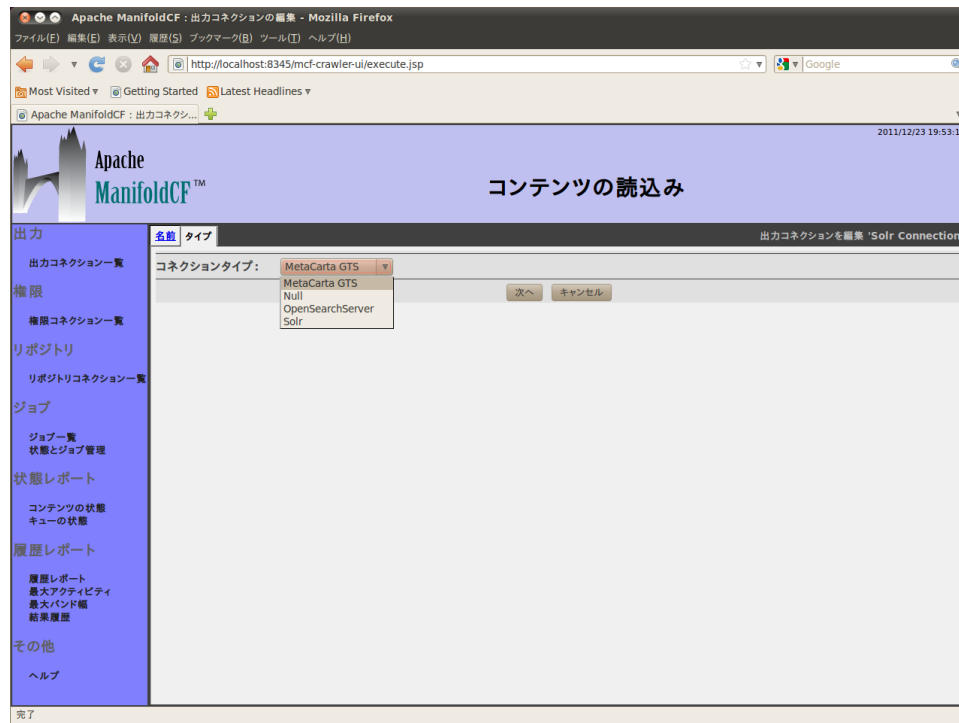 Apache ManifoldCF : 出力コネクションの編集 - Mozilla Firefox
ファイル(F) 編集(E) 表示(V) 履歴(S) ブックマーク(B) ツール(T) ヘルプ(H)
http://localhost:8345/mcf-crawler-ui/execute.jsp
Google
Most Visited Getting Started Latest Headlines
Apache ManifoldCF : 出力コネクシ...
2011/12/23 19:53:1
Apache
ManifoldCF™
コンテンツの読込み
出力
出力コネクション一覧
権限
権限コネクション一覧
リポジトリ
リポジトリコネクション一覧
ジョブ
ジョブ一覧
状態とジョブ管理
状態レポート
コンテンツの状態
キューの状態
履歴レポート
履歴レポート
最大アクティビティ
最大バンド幅
結果履歴
その他
ヘルプ
名前 タイプ
出力コネクションを編集 'Solr Connection
コネクションタイプ: MetaCarta GTS
MetaCarta GTS
Null
OpenSearchServer
Solr
次へ キャンセル
完了